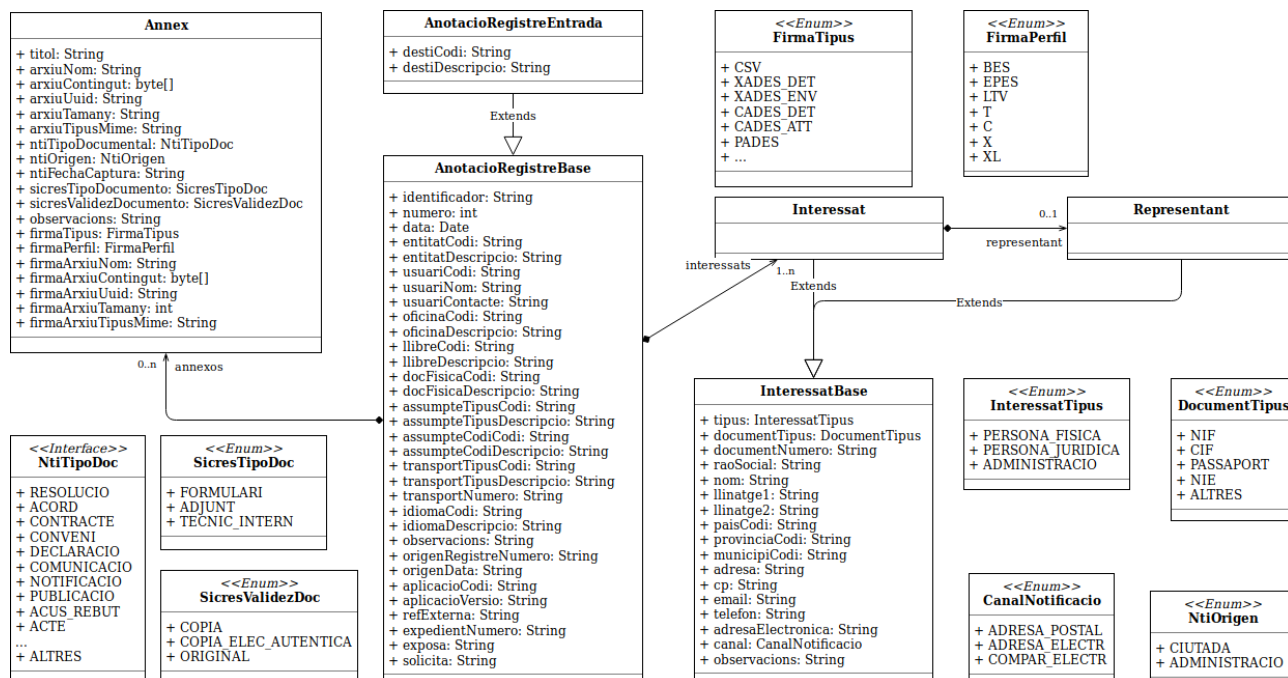 Annex
+ titol: String
+ arxiuNom: String
+ arxiuContingut: byte[]
+ arxiuUuid: String
+ arxiuTamany: String
+ arxiuTipusMime: String
+ ntiTipoDocumental: NtiTipoDoc
+ ntiOrigen: NtiOrigen
+ ntiFechaCaptura: String
+ sicresTipoDocumento: SicresTipoDoc
+ sicresValidezDocumento: SicresValidezDoc
+ observacions: String
+ firmaTipus: FirmaTipus
+ firmaPerfil: FirmaPerfil
+ firmaArxiuNom: String
+ firmaArxiuContingut: byte[]
+ firmaArxiuUuid: String
+ firmaArxiuTamany: int
+ firmaArxiuTipusMime: String
0..n
annexos
AnotacioRegistreEntrada
+ destiCodi: String
+ destiDescripcio: String
Extends
AnotacioRegistreBase
+ identificador: String
+ numero: int
+ data: Date
+ entitatCodi: String
+ entitatDescripcio: String
+ usuariCodi: String
+ usuariNom: String
+ usuariContacte: String
+ oficinaCodi: String
+ oficinaDescripcio: String
+ llibreCodi: String
+ llibreDescripcio: String
+ docFisicaCodi: String
+ docFisicaDescripcio: String
+ assumpteTipusCodi: String
+ assumpteTipusDescripcio: String
+ assumpteCodiCodi: String
+ assumpteCodiDescripcio: String
+ transportTipusCodi: String
+ transportTipusDescripcio: String
+ transportNumero: String
+ idiomaCodi: String
+ idiomaDescripcio: String
+ observacions: String
+ origenRegistreNumero: String
+ origenData: String
+ aplicacioCodi: String
+ aplicacioVersio: String
+ refExterna: String
+ expedientNumero: String
+ exposa: String
+ solicita: String
<<Enum>>
FirmaTipus
+ CSV
+ XADES_DET
+ XADES_ENV
+ CADES_DET
+ CADES_ATT
+ PADES
+ ...
<<Enum>>
FirmaPerfil
+ BES
+ EPES
+ LTV
+ T
+ C
+ X
+ XL
Interessat
0..1
representant
Representant
interessats
1..n
Extends
Extends
InteressatBase
+ tipus: InteressatTipus
+ documentTipus: DocumentTipus
+ documentNumero: String
+ raoSocial: String
+ nom: String
+ llinatge1: String
+ llinatge2: String
+ paisCodi: String
+ provinciaCodi: String
+ municipiCodi: String
+ adresa: String
+ cp: String
+ email: String
+ telefon: String
+ adresaElectronica: String
+ canal: CanalNotificacio
+ observacions: String
<<Enum>>
InteressatTipus
+ PERSONA_FISICA
+ PERSONA_JURIDICA
+ ADMINISTRACIO
<<Enum>>
DocumentTipus
+ NIF
+ CIF
+ PASSAPORT
+ NIE
+ ALTRES
<<Interface>>
NtiTipoDoc
+ RESOLUCIO
+ ACORD
+ CONTRACTE
+ CONVENI
+ DECLARACIO
+ COMUNICACIO
+ NOTIFICACIO
+ PUBLICACIO
+ ACUS_REBUT
+ ACTE
...
+ ALTRES
<<Enum>>
SicresTipoDoc
+ FORMULARI
+ ADJUNT
+ TECNIC_INTERN
<<Enum>>
SicresValidezDoc
+ COPIA
+ COPIA_ELEC_AUTENTICA
+ ORIGIÑAL
<<Enum>>
CanalNotificacio
+ ADRESA_POSTAL
+ ADRESA_ELECTR
+ COMPAR_ELECTR
<<Enum>>
NtiOrigen
+ CIUTADA
+ ADMINISTRACIO